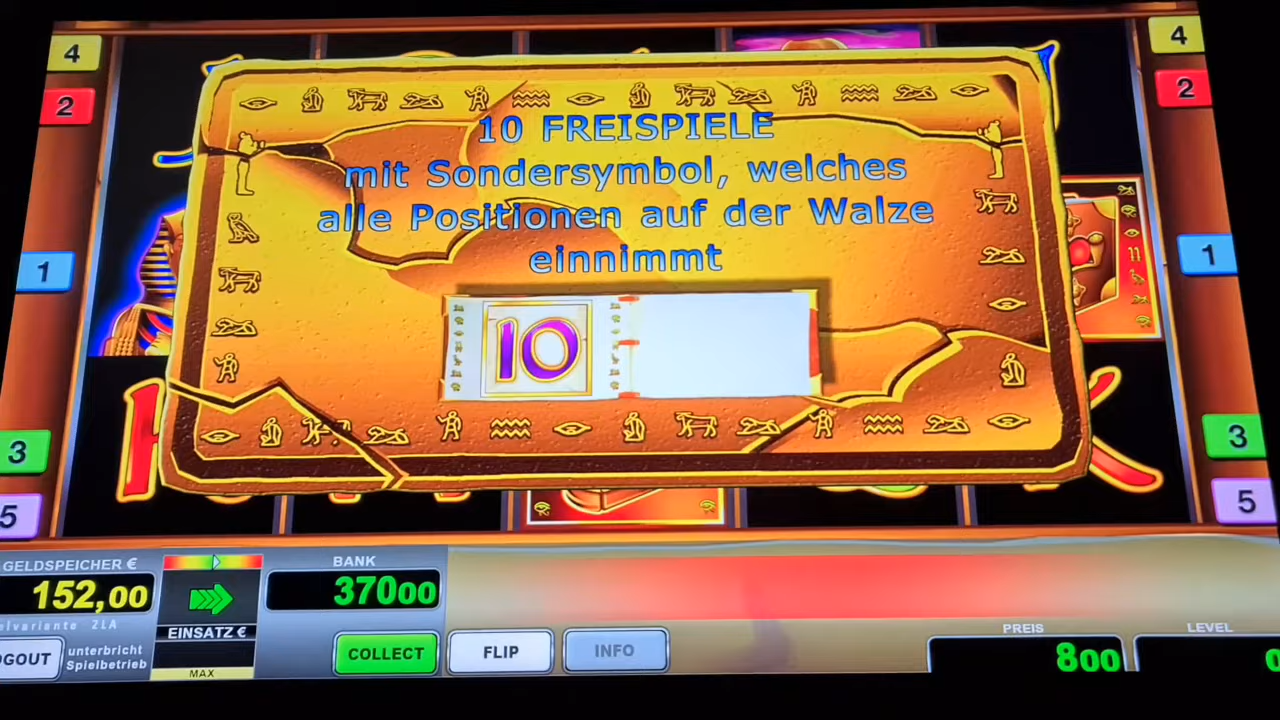 4
4
2
2
10 FREISPIELE
mit Sondersymbol, welches
alle Positionen auf der Walze
einnimmt
1
1
10
3
3
5
5
GELDSPEICHER €
152,00
ZLA
BANK
37000
EINSATZ €
MAX
unterbricht
Spielbetrieb
COLLECT
FLIP
INFO
PREIS
800
LEVEL